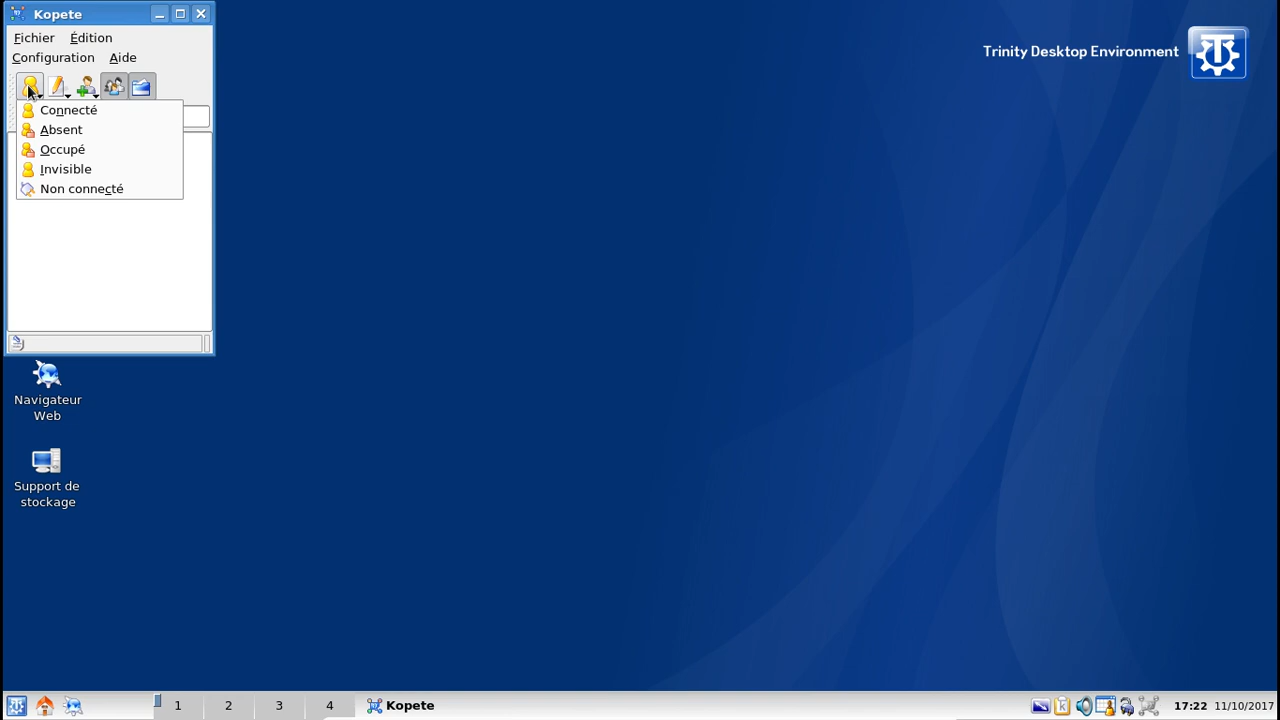 Kopete
Fichier Édition
Configuration Aide
Connecté
Absent
Occupé
Invisible
Non connecté
Trinity Desktop Environment
Navigateur
Web
Support de
stockage
1 2 3 4 Kopete 17:22 11/10/2017